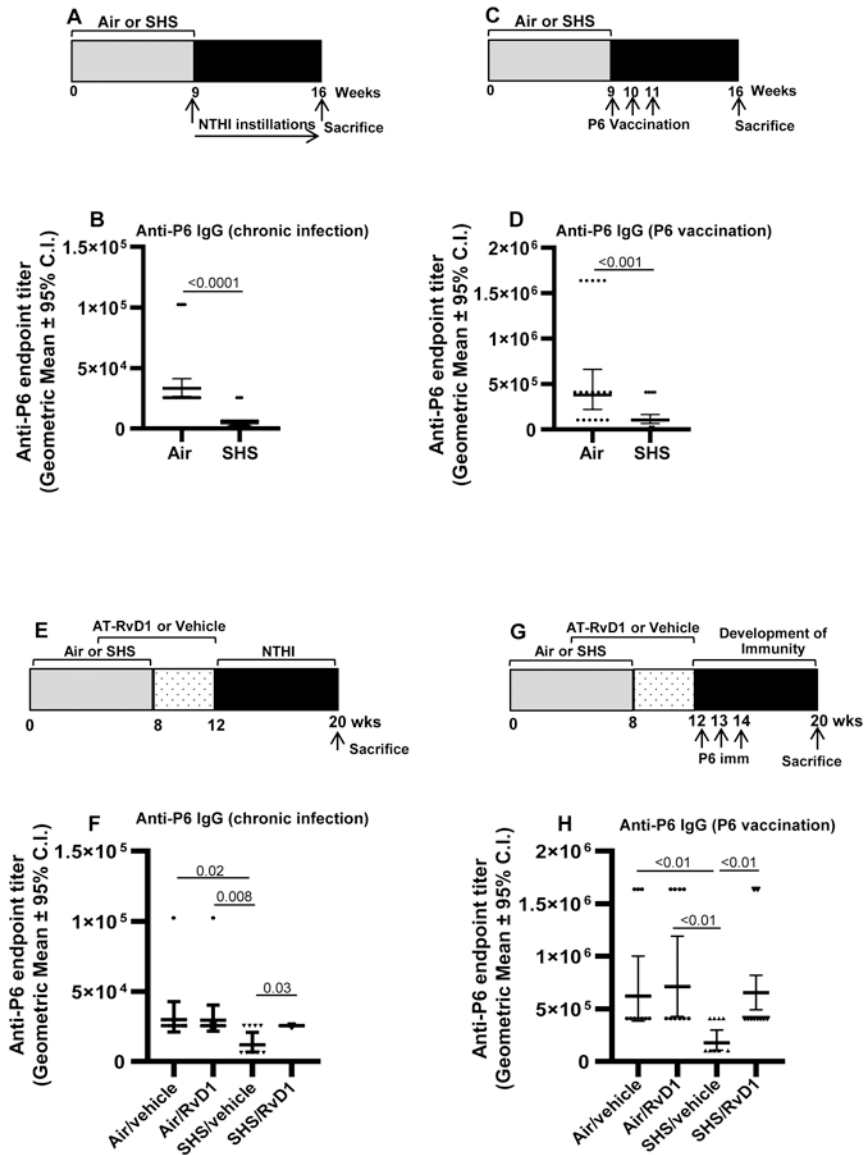 A
Air or SHS
0
9
16
Weeks
NTHI instillations
Sacrifice
C
Air or SHS
0
9
10
11
16
Weeks
P6 Vaccination
Sacrifice
B
Anti-P6 IgG (chronic infection)
Anti-P6 endpoint titer
(Geometric Mean ± 95% C.I.)
1.5×10⁵
1×10⁵
5×10⁴
0
<0.0001
Air
SHS
D
Anti-P6 IgG (P6 vaccination)
Anti-P6 endpoint titer
(Geometric Mean ± 95% C.I.)
2×10⁶
1.5×10⁶
1×10⁶
5×10⁵
0
<0.001
Air
SHS
E
AT-RvD1 or Vehicle
Air or SHS
NTHI
0
8
12
20 wks
Sacrifice
G
AT-RvD1 or Vehicle
Air or SHS
Development of
Immunity
0
8
12
13
14
20 wks
P6 imm
Sacrifice
F
Anti-P6 IgG (chronic infection)
Anti-P6 endpoint titer
(Geometric Mean ± 95% C.I.)
1.5×10⁵
1×10⁵
5×10⁴
0
0.02
0.008
0.03
Air/vehicle
Air/RvD1
SHS/vehicle
SHS/RvD1
H
Anti-P6 IgG (P6 vaccination)
Anti-P6 endpoint titer
(Geometric Mean ± 95% C.I.)
2×10⁶
1.5×10⁶
1×10⁶
5×10⁵
0
<0.01
<0.01
<0.01
Air/vehicle
Air/RvD1
SHS/vehicle
SHS/RvD1